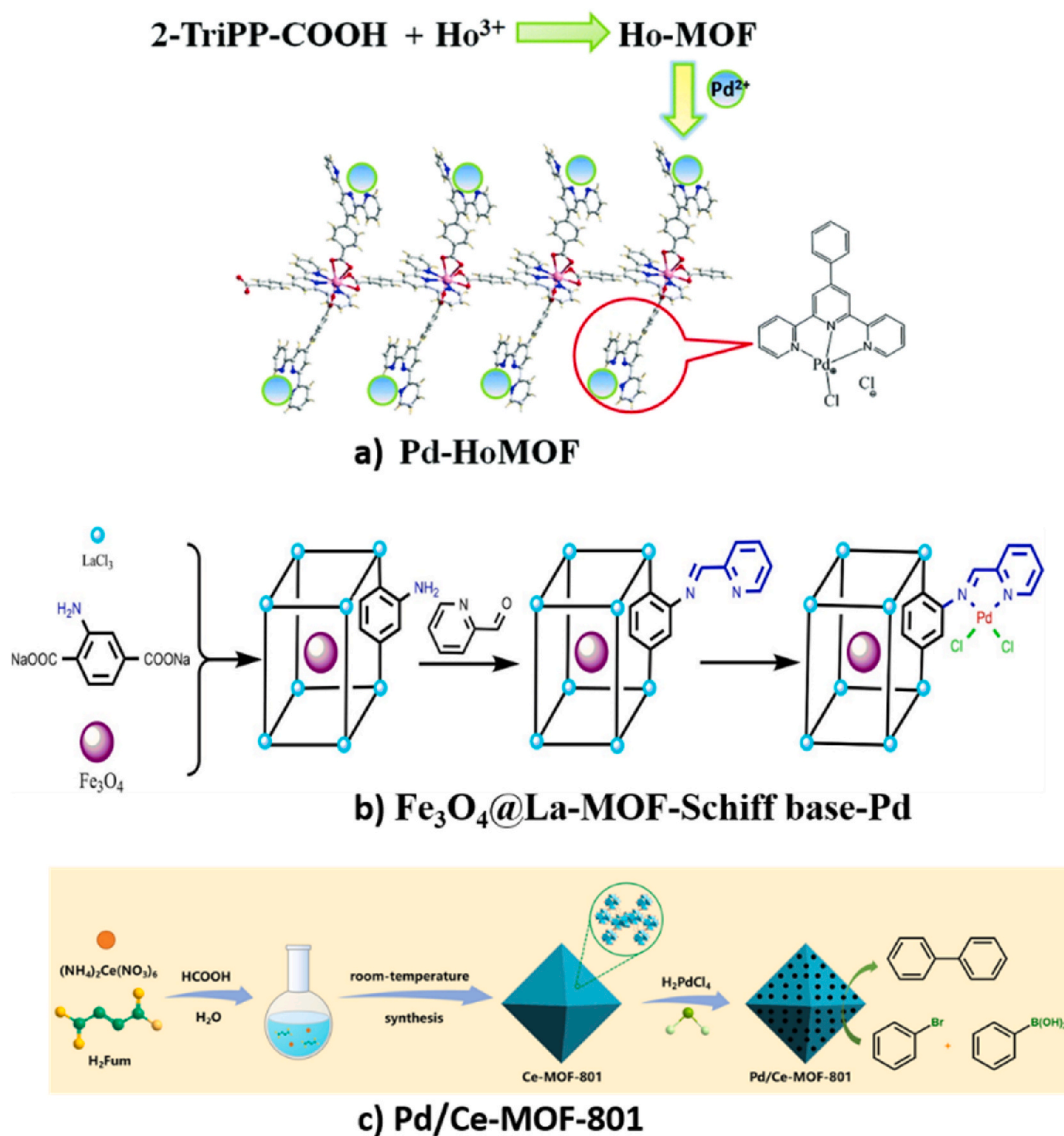 2-TriPP-COOH + Ho³⁺ Ho-MOF
Pd²⁺
N
N
N
Pd⊕
Cl
Cl
⊖
a) Pd-HoMOF
LaCl₃
H₂N
NaOOC COONa
Fe₃O₄
NH₂
N O
N N
N N
Pd
Cl Cl
b) Fe₃O₄@La-MOF-Schiff base-Pd
(NH₄)₂Ce(NO₃)₆
H₂Fum
HCOOH
H₂O
room-temperature
synthesis
Ce-MOF-801
H₂PdCl₄
Pd/Ce-MOF-801
Br
+
B(OH)₂
c) Pd/Ce-MOF-801